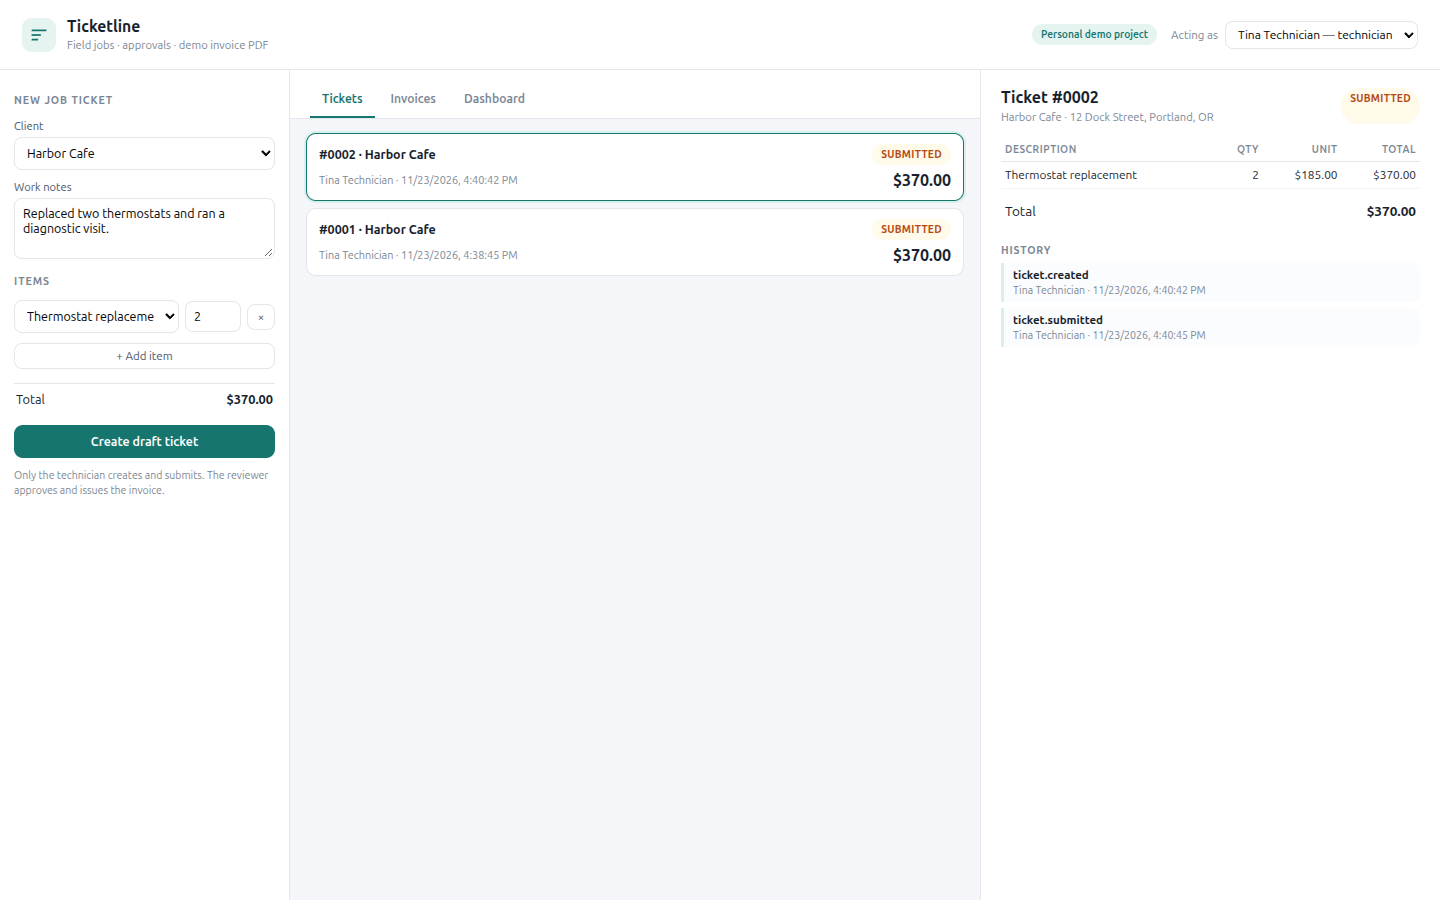 Ticketline
Field jobs · approvals · demo invoice PDF
Personal demo project
Acting as
Tina Technician — technician
NEW JOB TICKET
Client
Harbor Cafe
Work notes
Replaced two thermostats and ran a
diagnostic visit.
ITEMS
Thermostat replaceme
2
×
+ Add item
Total
$370.00
Create draft ticket
Only the technician creates and submits. The reviewer
approves and issues the invoice.
Tickets
Invoices
Dashboard
#0002 · Harbor Cafe
SUBMITTED
Tina Technician · 11/23/2026, 4:40:42 PM
$370.00
#0001 · Harbor Cafe
SUBMITTED
Tina Technician · 11/23/2026, 4:38:45 PM
$370.00
Ticket #0002
SUBMITTED
Harbor Cafe · 12 Dock Street, Portland, OR
DESCRIPTION QTY UNIT TOTAL
Thermostat replacement 2 $185.00 $370.00
Total $370.00
HISTORY
ticket.created
Tina Technician · 11/23/2026, 4:40:42 PM
ticket.submitted
Tina Technician · 11/23/2026, 4:40:45 PM